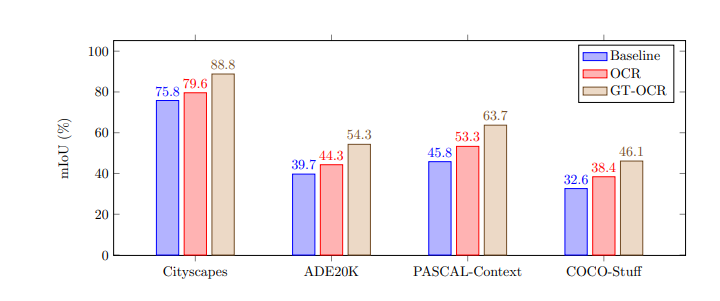 100
80
60
40
20
0
mIoU (%)
Baseline
OCR
GT-OCR
75.8 79.6 88.8
39.7 44.3 54.3
45.8 53.3 63.7
32.6 38.4 46.1
Cityscapes ADE20K PASCAL-Context COCO-Stuff